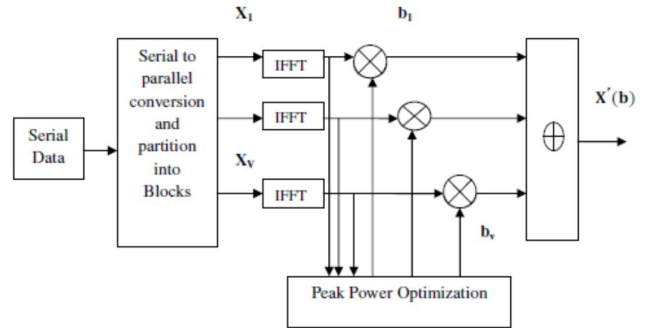 X1 b1
Serial to
parallel
conversion
and
partition
into
Blocks
IFFT
IFFT
IFFT
Serial
Data
XV
X'(b)
bv
Peak Power Optimization